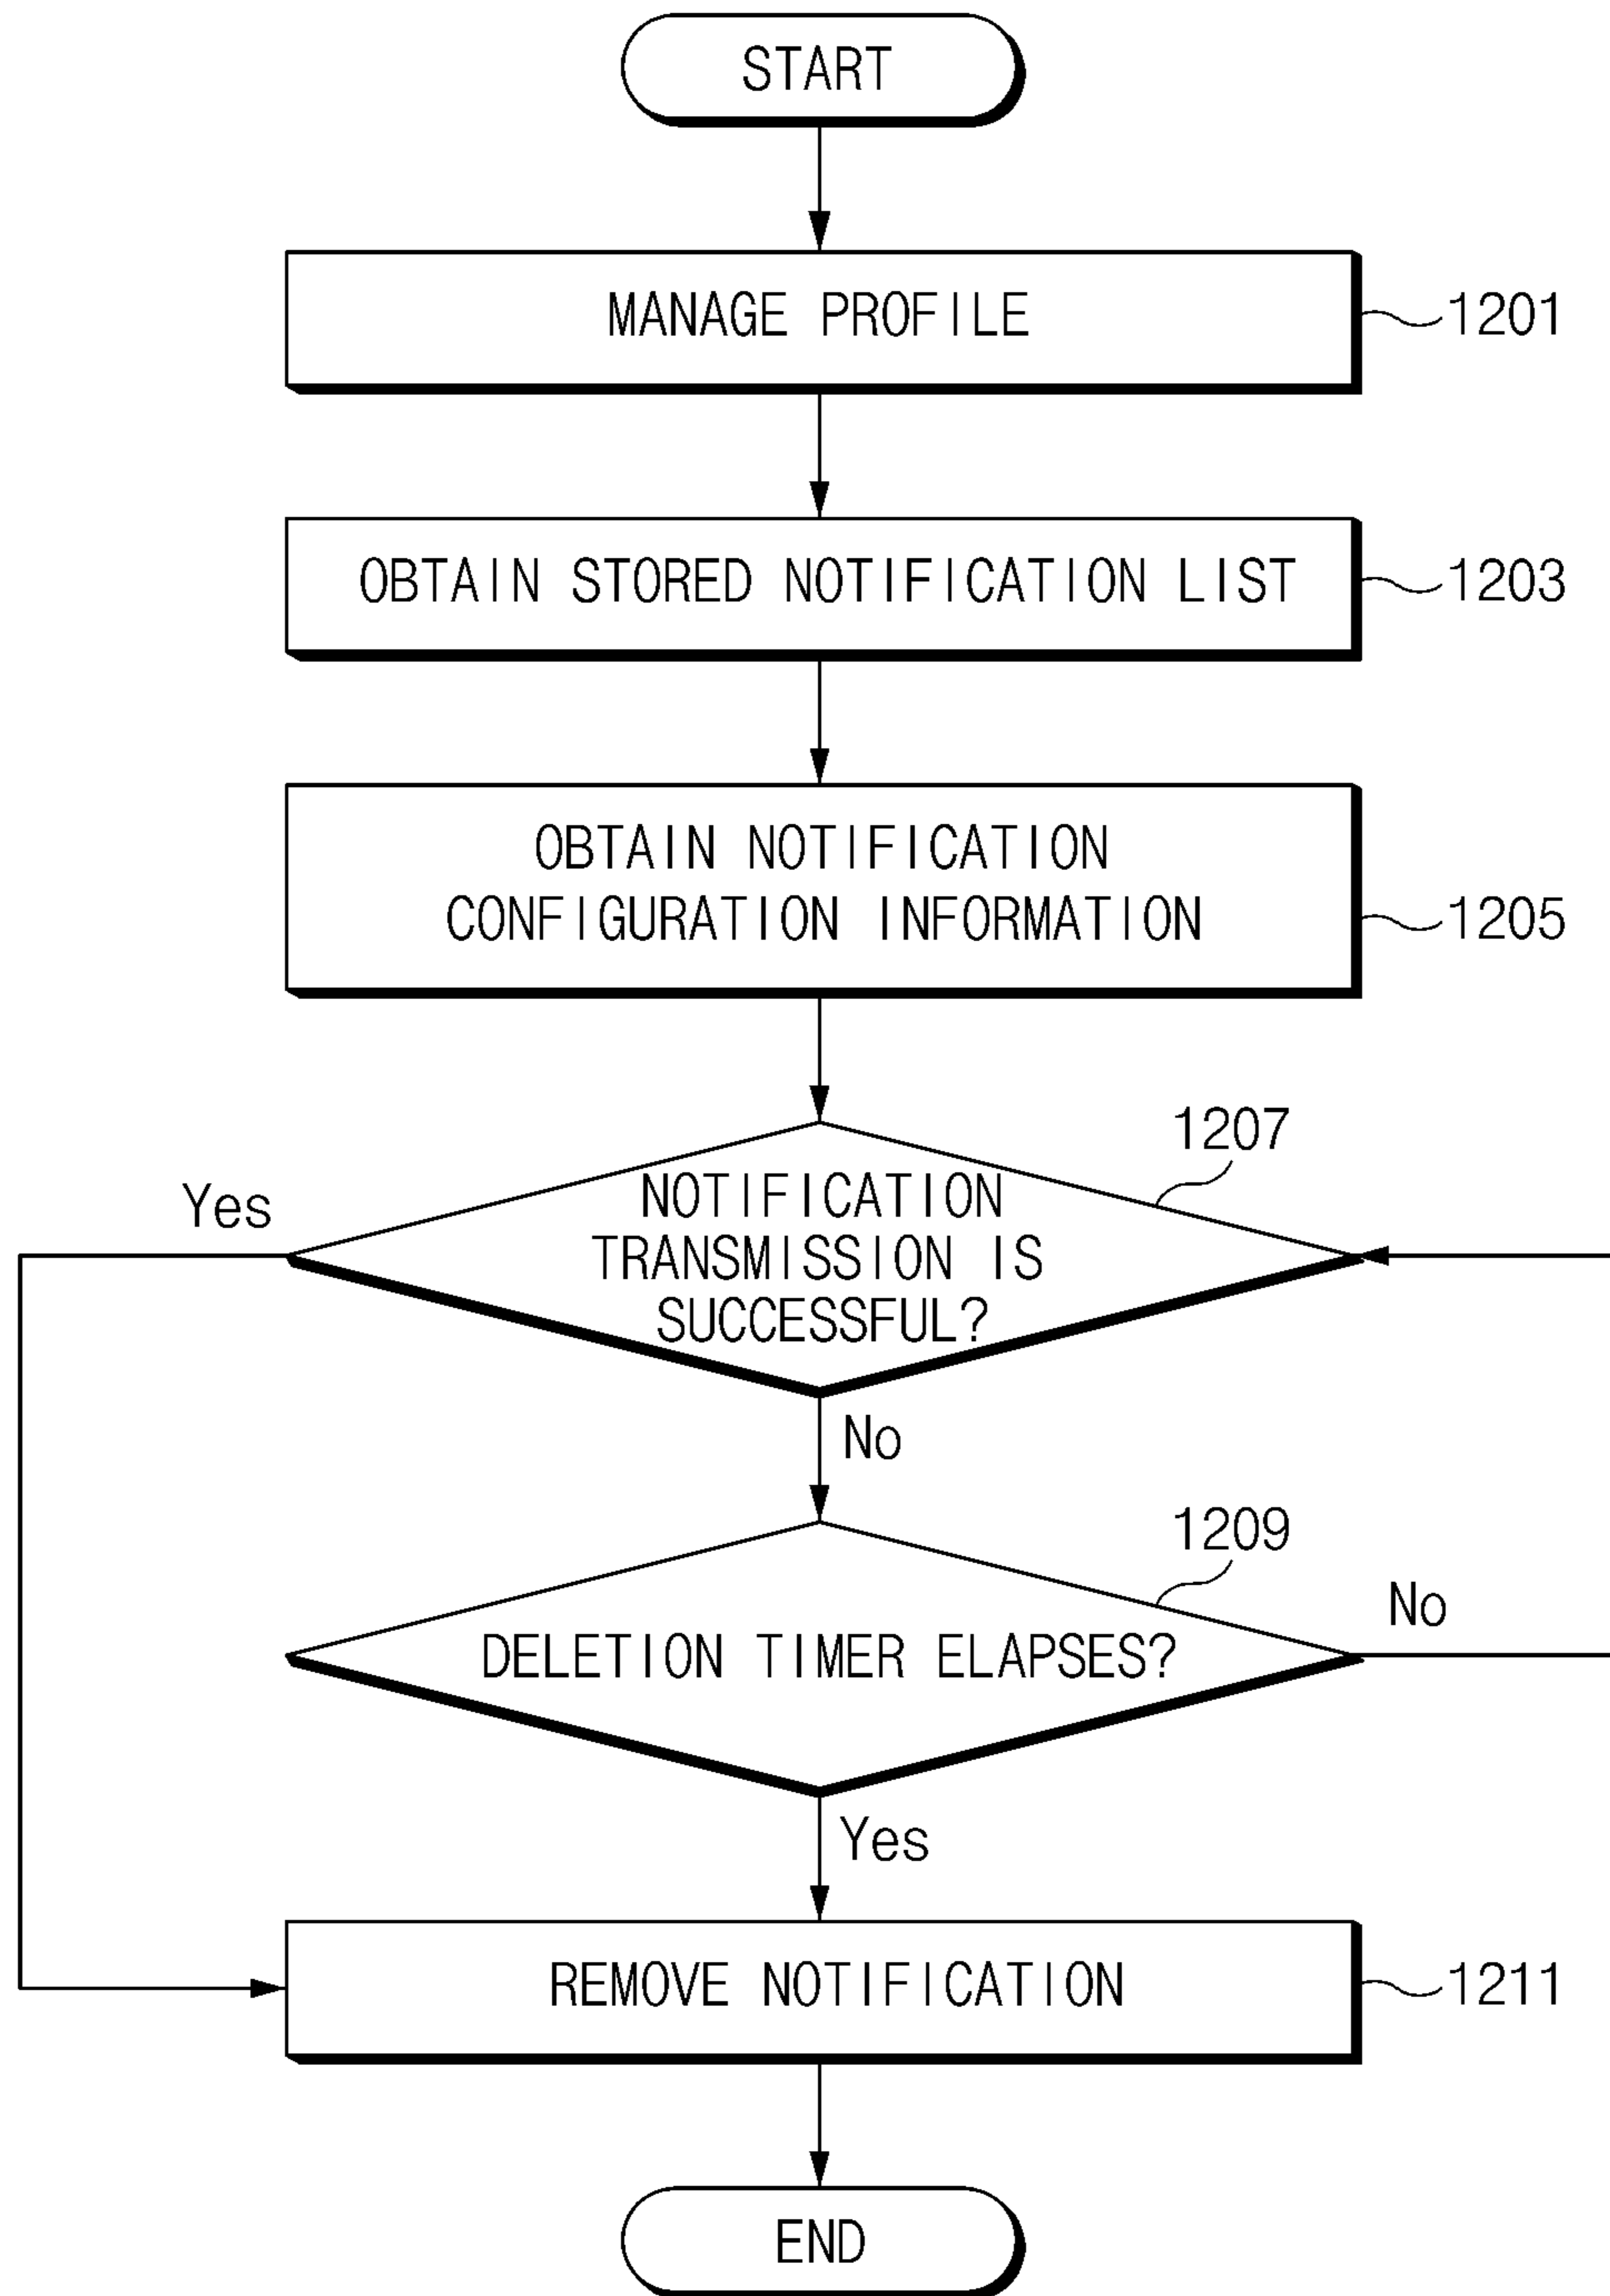 START
MANAGE PROFILE
1201
OBTAIN STORED NOTIFICATION LIST
1203
OBTAIN NOTIFICATION
CONFIGURATION INFORMATION
1205
1207
Yes
NOTIFICATION
TRANSMISSION IS
SUCCESSFUL?
No
1209
No
DELETION TIMER ELAPSES?
Yes
REMOVE NOTIFICATION
1211
END